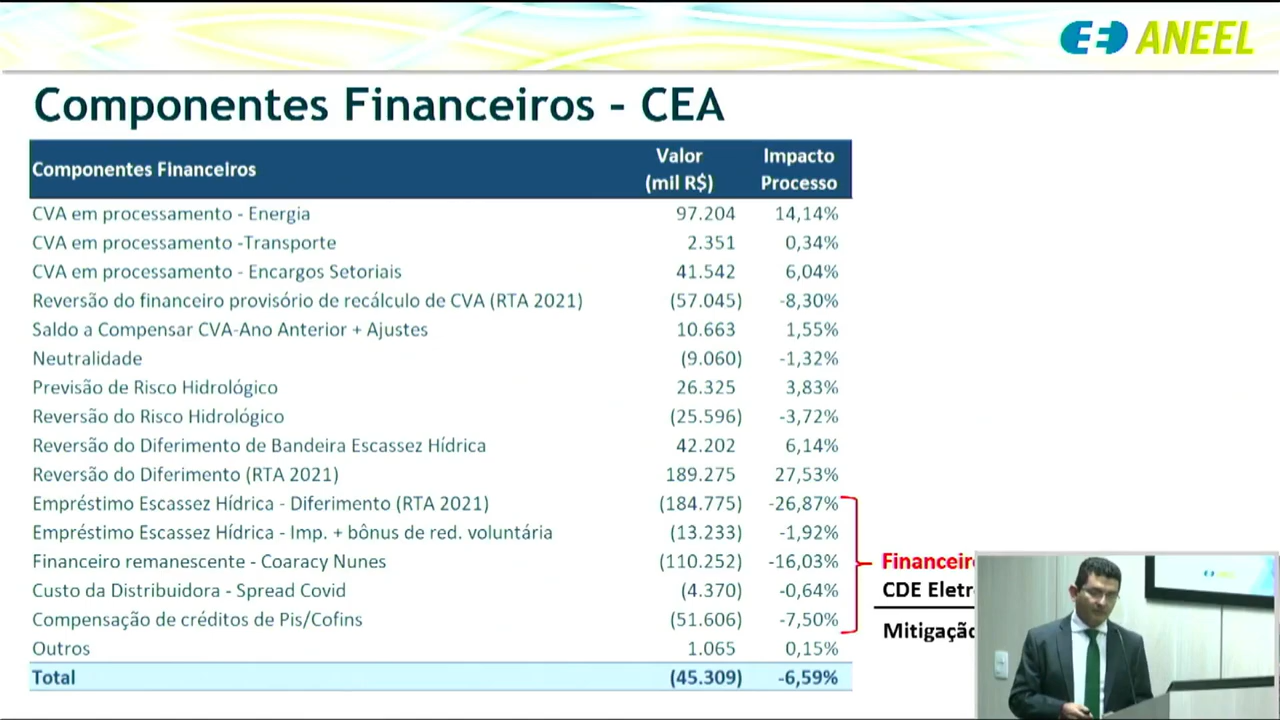 ANEEL
Componentes Financeiros - CEA
Componentes Financeiros Valor (mil R$) Impacto Processo
CVA em processamento - Energia 97.204 14,14%
CVA em processamento -Transporte 2.351 0,34%
CVA em processamento - Encargos Setoriais 41.542 6,04%
Reversão do financeiro provisório de recálculo de CVA (RTA 2021) (57.045) -8,30%
Saldo a Compensar CVA-Ano Anterior + Ajustes 10.663 1,55%
Neutralidade (9.060) -1,32%
Previsão de Risco Hidrológico 26.325 3,83%
Reversão do Risco Hidrológico (25.596) -3,72%
Reversão do Diferimento de Bandeira Escassez Hídrica 42.202 6,14%
Reversão do Diferimento (RTA 2021) 189.275 27,53%
Empréstimo Escassez Hídrica - Diferimento (RTA 2021) (184.775) -26,87%
Empréstimo Escassez Hídrica - Imp. + bônus de red. voluntária (13.233) -1,92%
Financeiro remanescente - Coaracy Nunes (110.252) -16,03%
Custo da Distribuidora - Spread Covid (4.370) -0,64%
Compensação de créditos de Pis/Cofins (51.606) -7,50%
Outros 1.065 0,15%
Total (45.309) -6,59%
CDE